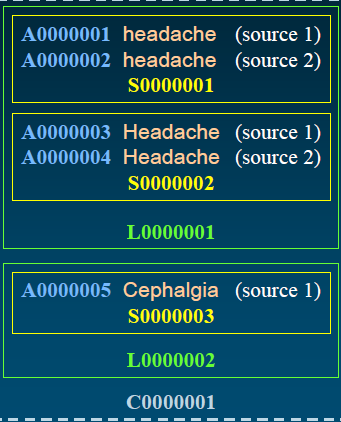 A0000001 headache (source 1)
A0000002 headache (source 2)
S0000001
A0000003 Headache (source 1)
A0000004 Headache (source 2)
S0000002
L0000001
A0000005 Cephalgia (source 1)
S0000003
L0000002
C0000001